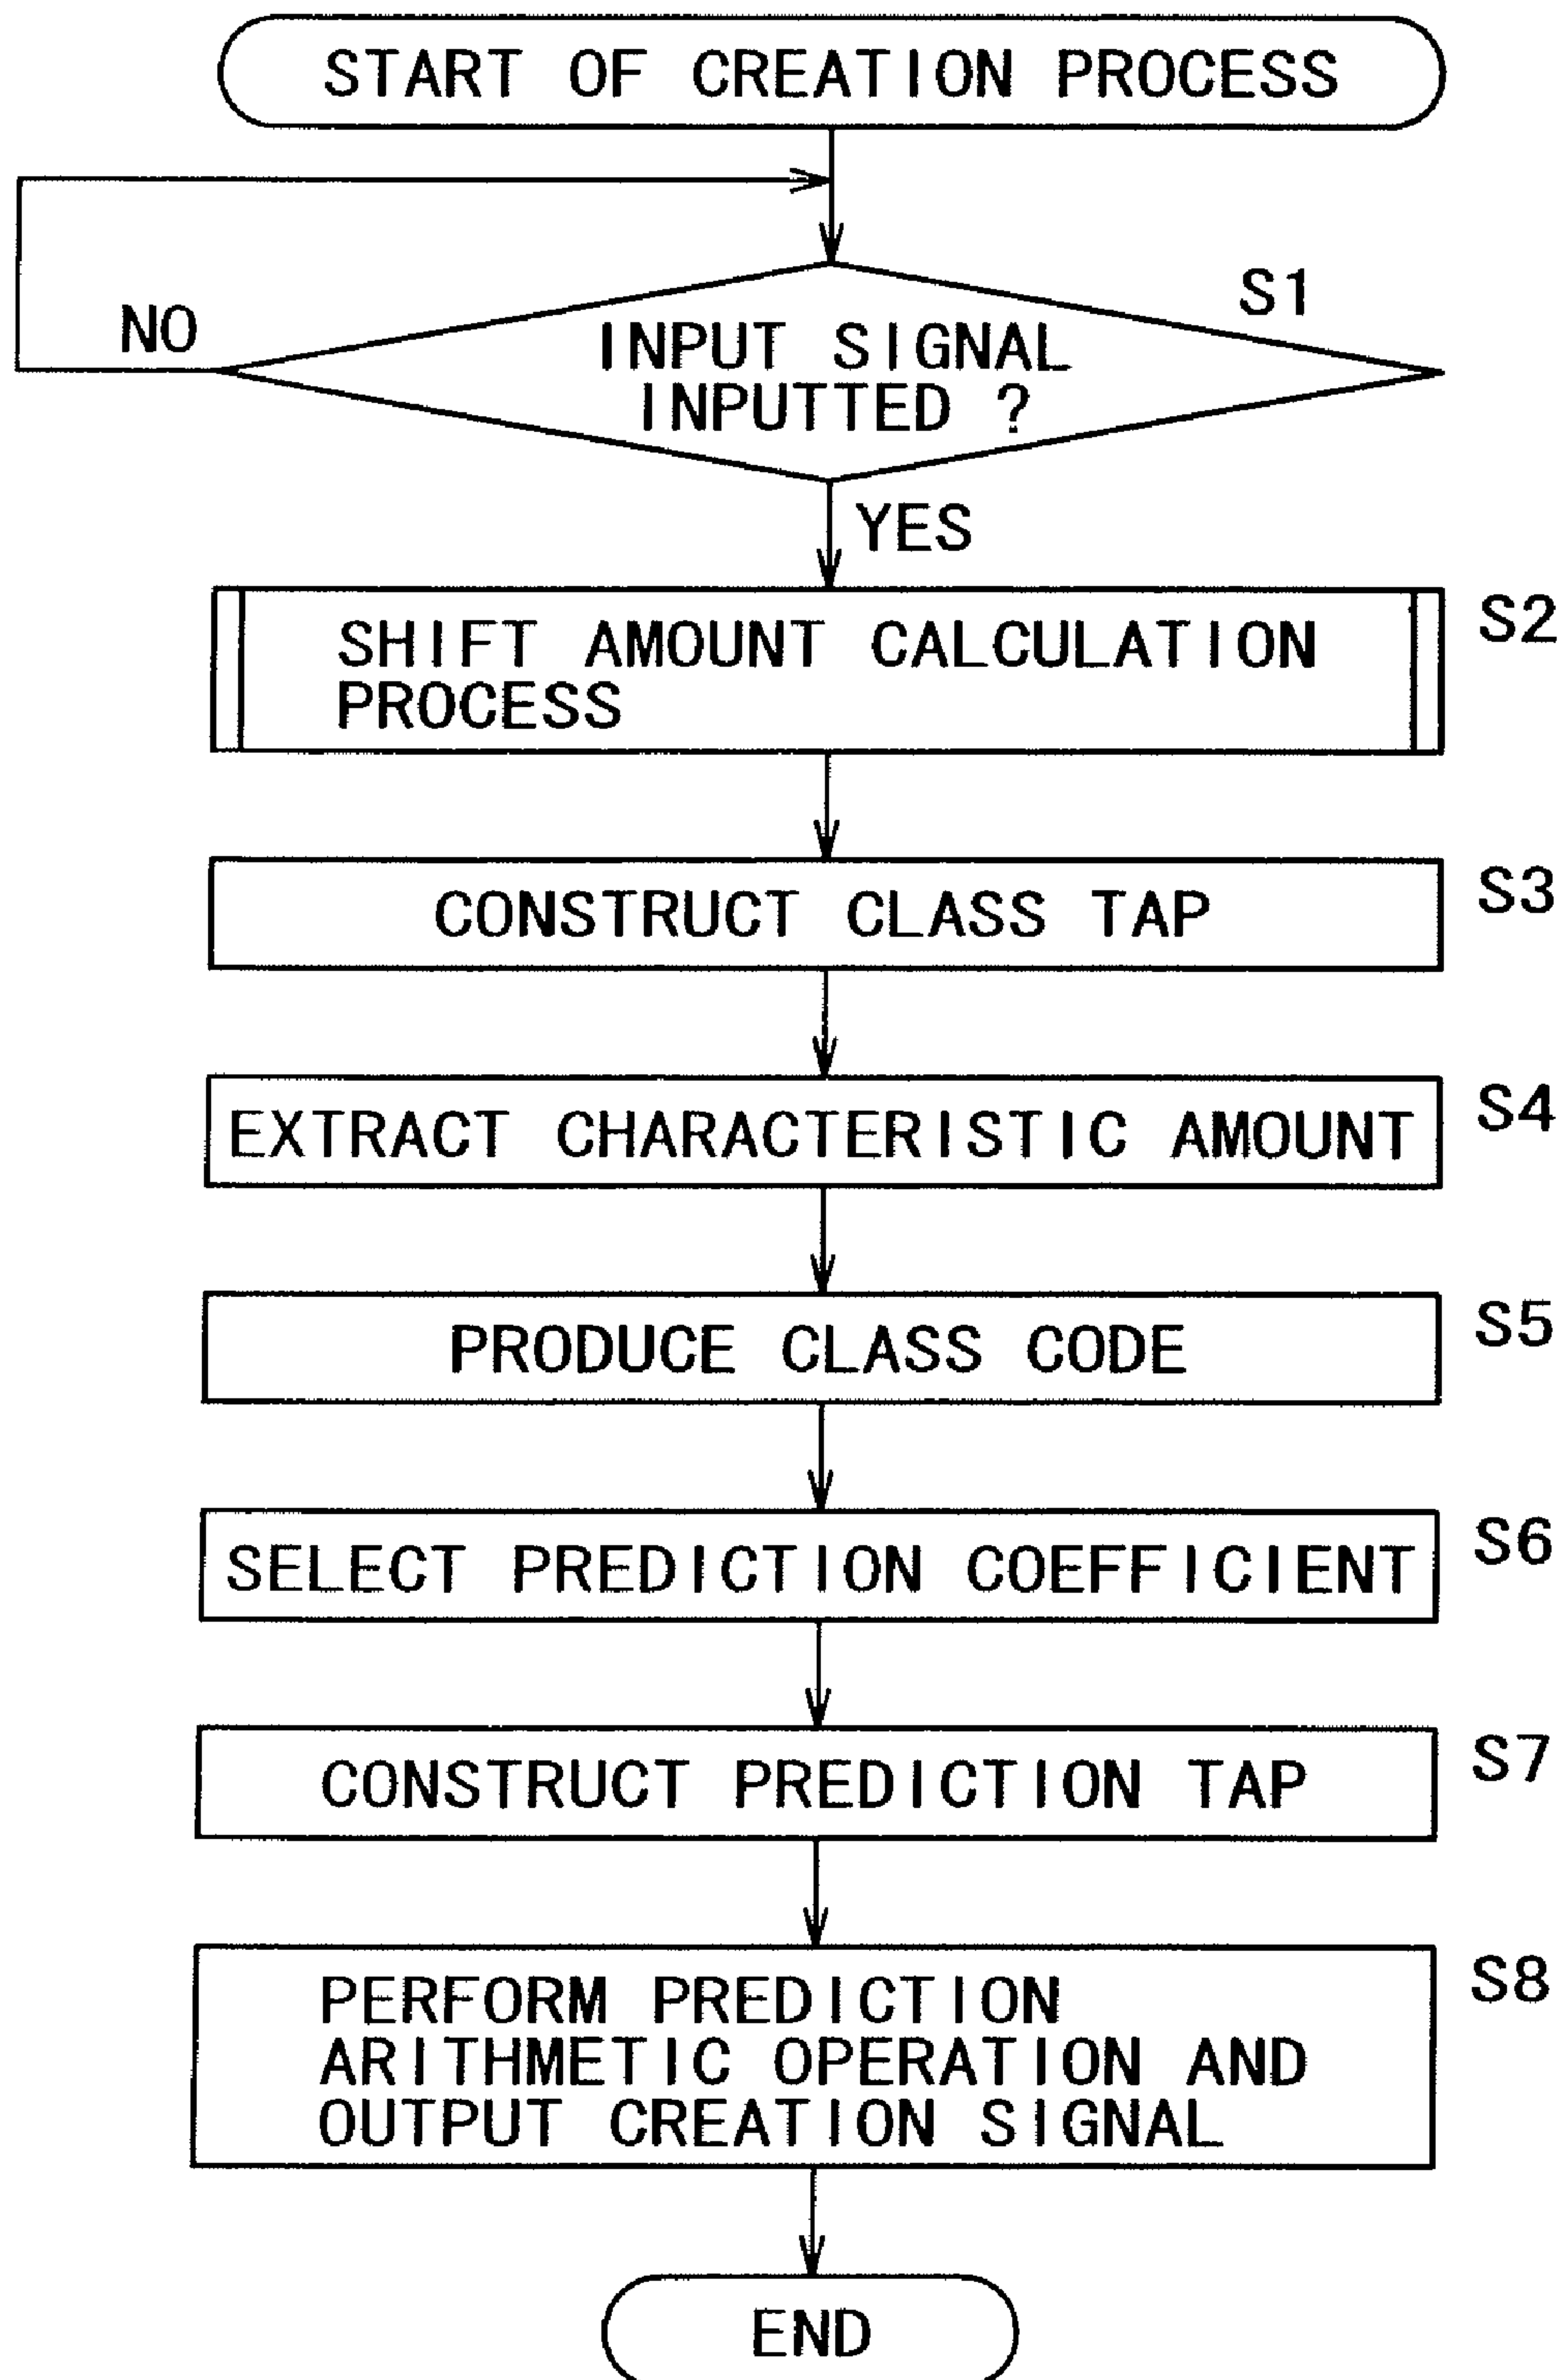 START OF CREATION PROCESS
S1
NO
INPUT SIGNAL
INPUTTED ?
YES
S2
SHIFT AMOUNT CALCULATION
PROCESS
S3
CONSTRUCT CLASS TAP
S4
EXTRACT CHARACTERISTIC AMOUNT
S5
PRODUCE CLASS CODE
S6
SELECT PREDICTION COEFFICIENT
S7
CONSTRUCT PREDICTION TAP
S8
PERFORM PREDICTION
ARITHMETIC OPERATION AND
OUTPUT CREATION SIGNAL
END